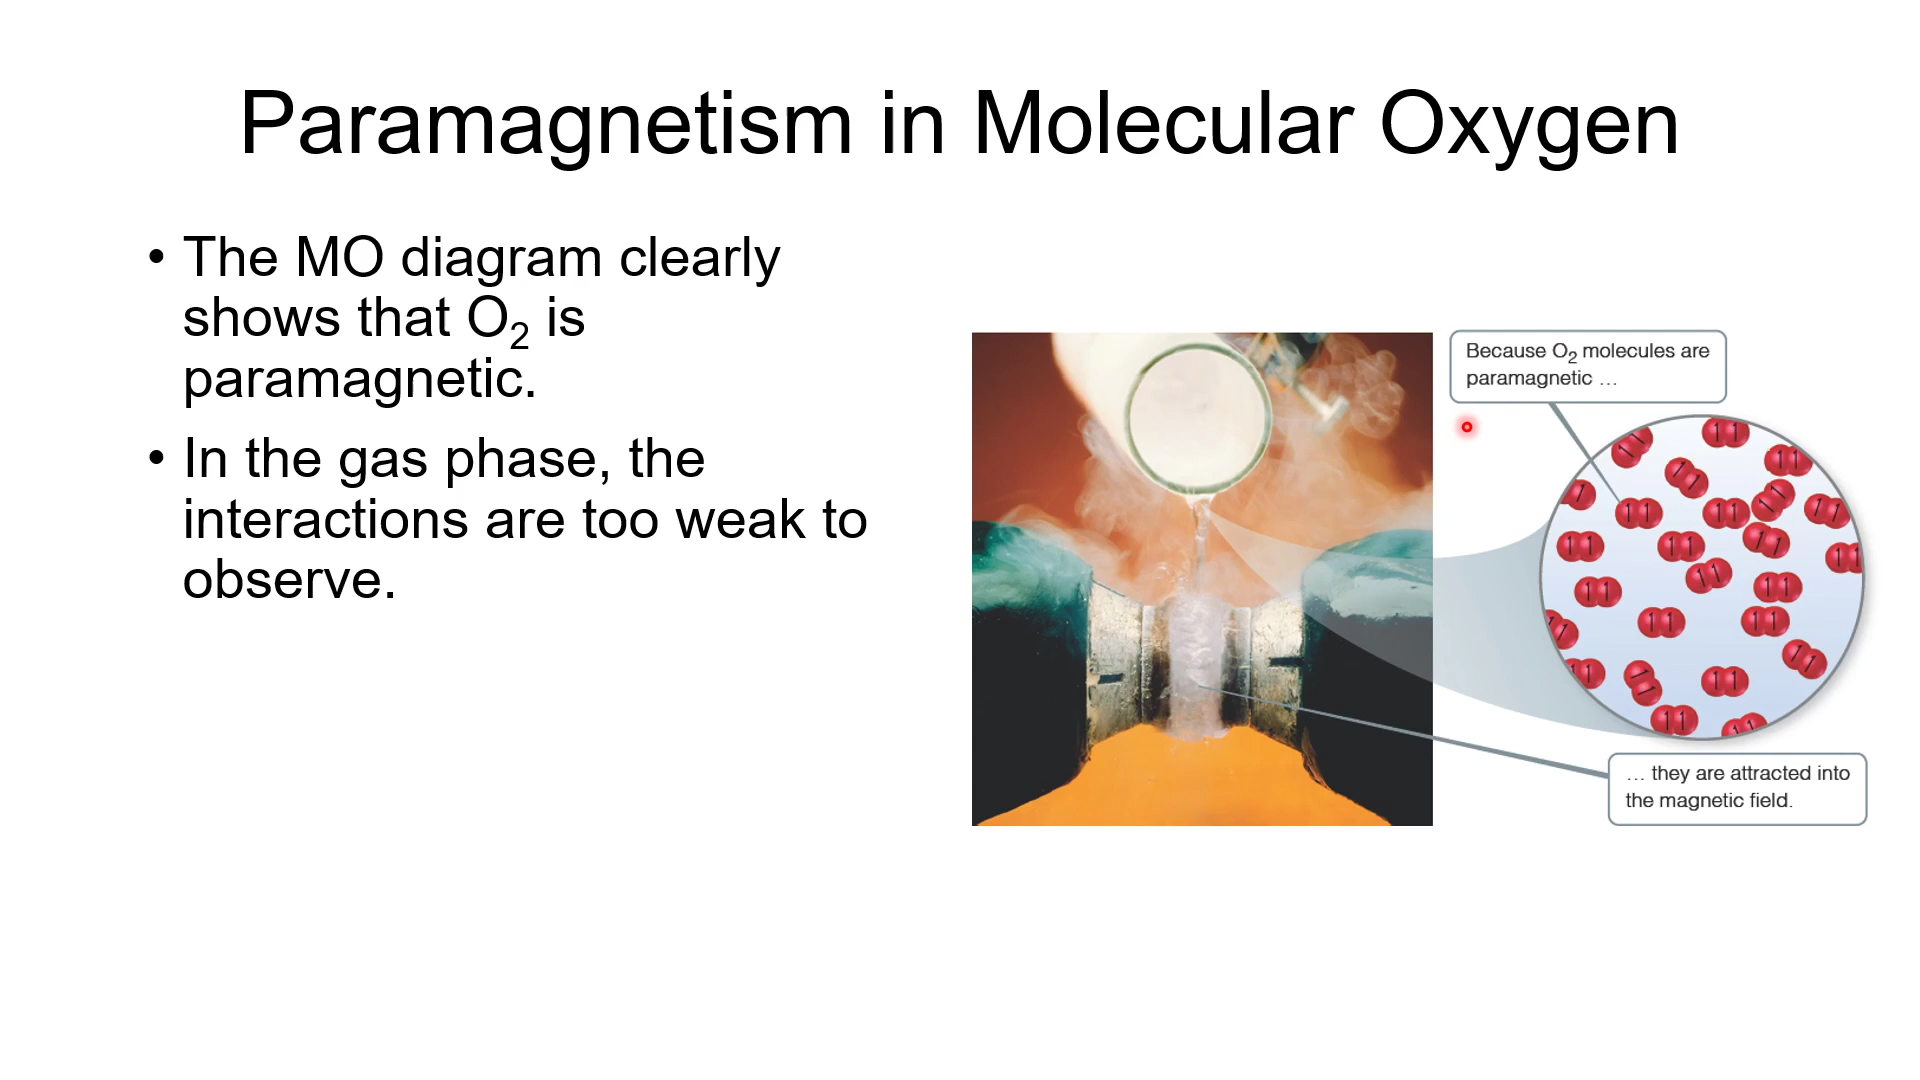 Paramagnetism in Molecular Oxygen
• The MO diagram clearly
shows that O₂ is
paramagnetic.
• In the gas phase, the
interactions are too weak to
observe.
Because O₂ molecules are
paramagnetic …
… they are attracted into
the magnetic field.